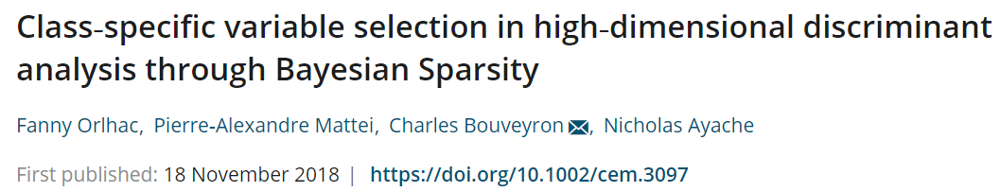 Class-specific variable selection in high-dimensional discriminant
analysis through Bayesian Sparsity
Fanny Orlhac, Pierre-Alexandre Mattei, Charles Bouveyron, Nicholas Ayache
First published: 18 November 2018 | https://doi.org/10.1002/cem.3097